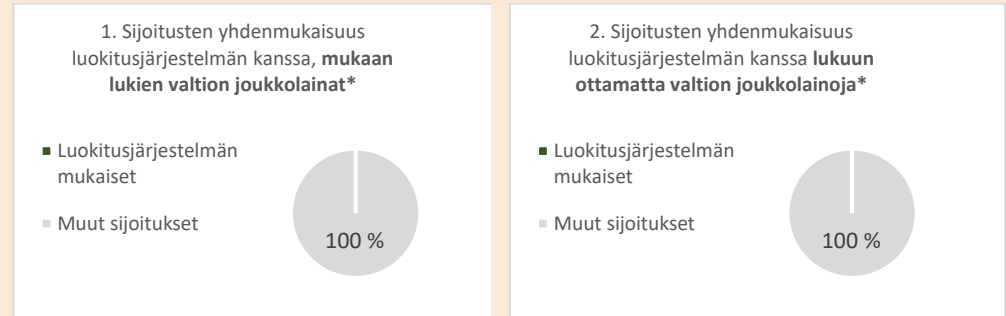 1. Sijoitusten yhdenmukaisuus
luokitusjärjestelmän kanssa, mukaan
lukien valtion joukkolainat*
Luokitusjärjestelmän
mukaiset
Muut sijoitukset
100 %
2. Sijoitusten yhdenmukaisuus
luokitusjärjestelmän kanssa lukuun
ottamatta valtion joukkolainoja*
Luokitusjärjestelmän
mukaiset
Muut sijoitukset
100 %